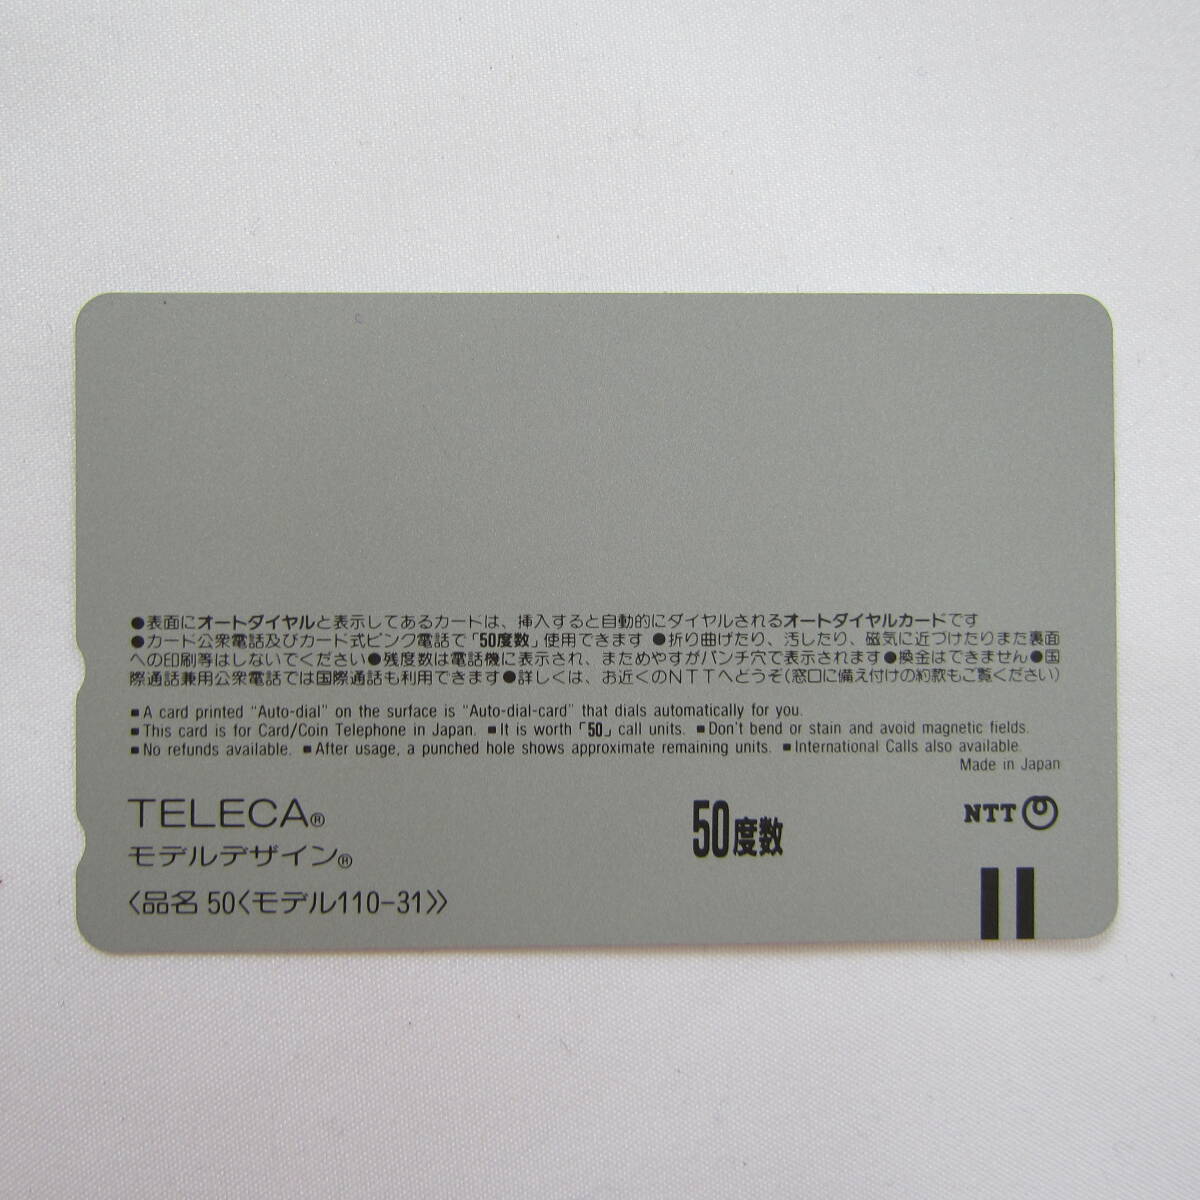 ●表面にオートダイヤルと表示してあるカードは、挿入すると自動的にダイヤルされるオートダイヤルカードです
●カード公衆電話及びカード式ピンク電話で「50度数」使用できます ●折り曲げたり、汚したり、磁気に近づけたりまた裏面
への印刷等はしないでください●残度数は電話機に表示され、まためやすがパンチ穴で表示されます●換金はできません●国
際通話兼用公衆電話では国際通話も利用できます●詳しくは、お近くのNTTへどうぞ(窓口に備え付けの約款もご覧ください)
■A card printed "Auto-dial" on the surface is "Auto-dial-card" that dials automatically for you.
■This card is for Card/Coin Telephone in Japan. ■It is worth「50」call units. ■Don't bend or stain and avoid magnetic fields.
■No refunds available. ■After usage, a punched hole shows approximate remaining units. ■International Calls also available.
Made in Japan
TELECA®
モデルデザイン®
〈品名 50〈モデル110-31〉〉
50度数
NTT